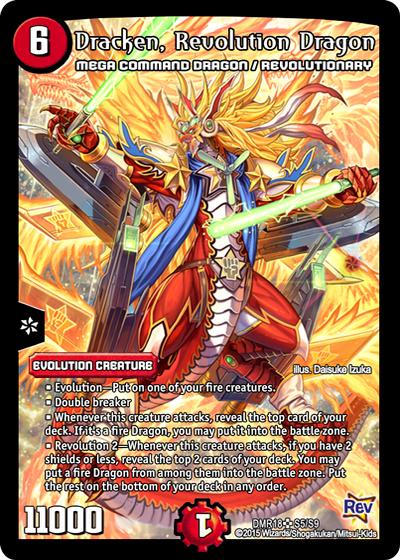 6
Dracken, Revolution Dragon
MEGA COMMAND DRAGON / REVOLUTIONARY
illus. Daisuke Izuka
EVOLUTION CREATURE
▪ Evolution—Put on one of your fire creatures.
▪ Double breaker
▪ Whenever this creature attacks, reveal the top card of your
deck. If it's a fire Dragon, you may put it into the battle zone.
▪ Revolution 2—Whenever this creature attacks, if you have 2
shields or less, reveal the top 2 cards of your deck. You may
put a fire Dragon from among them into the battle zone. Put
the rest on the bottom of your deck in any order.
Rev
11000
1
DMR18 S5/S9
©2015 Wizards/Shogakukan/Mitsui-Kids